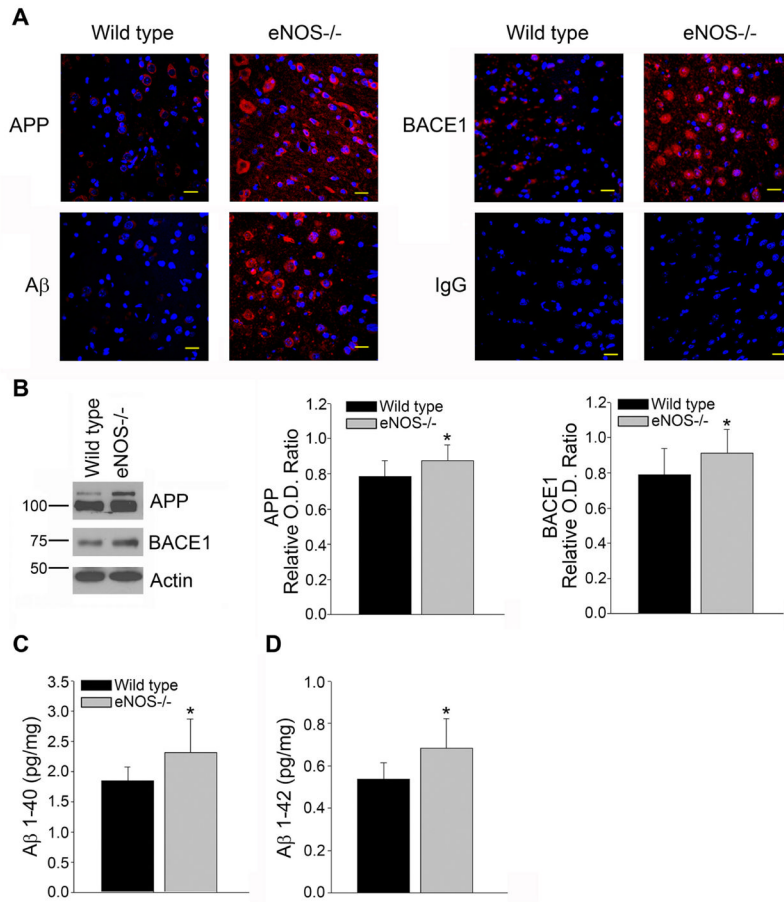 A
Wild type
eNOS-/-
Wild type
eNOS-/-
APP
BACE1
Aβ
IgG
B
Wild type
eNOS-/-
100
APP
75
BACE1
50
Actin
APP
Relative O.D. Ratio
1.2
1.0
0.8
0.6
0.4
0.2
0.0
Wild type
eNOS-/-
*
BACE1
Relative O.D. Ratio
1.2
1.0
0.8
0.6
0.4
0.2
0.0
Wild type
eNOS-/-
*
C
Aβ 1-40 (pg/mg)
3.5
3.0
2.5
2.0
1.5
1.0
0.5
0.0
Wild type
eNOS-/-
*
D
Aβ 1-42 (pg/mg)
1.0
0.8
0.6
0.4
0.2
0.0
*